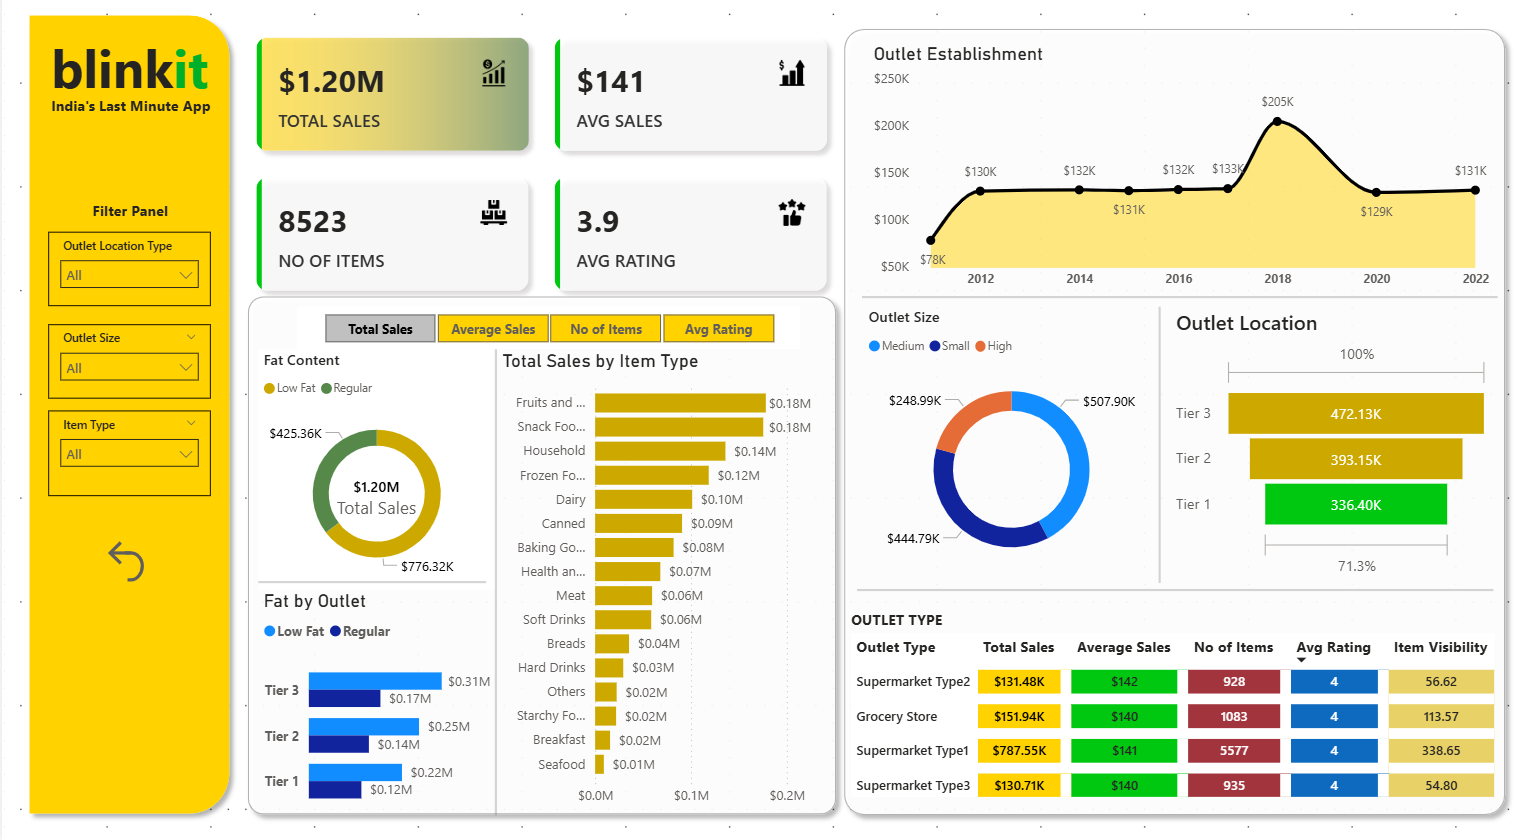 blinkit
India's Last Minute App
Filter Panel
Outlet Location Type
All
Outlet Size
All
Item Type
All
$1.20M
TOTAL SALES
$141
AVG SALES
8523
NO OF ITEMS
3.9
AVG RATING
Total Sales
Average Sales
No of Items
Avg Rating
Fat Content
Low Fat Regular
$425.36K
$1.20M
Total Sales
$776.32K
Fat by Outlet
Low Fat Regular
Tier 3
$0.31M
$0.17M
Tier 2
$0.25M
$0.14M
Tier 1
$0.22M
$0.12M
Total Sales by Item Type
Fruits and ... $0.18M
Snack Foo... $0.18M
Household $0.14M
Frozen Fo... $0.12M
Dairy $0.10M
Canned $0.09M
Baking Go... $0.08M
Health an... $0.07M
Meat $0.06M
Soft Drinks $0.06M
Breads $0.04M
Hard Drinks $0.03M
Others $0.02M
Starchy Fo... $0.02M
Breakfast $0.02M
Seafood $0.01M
$0.0M $0.1M $0.2M
Outlet Establishment
$250K
$200K
$150K
$100K
$50K
$78K
$130K
$132K
$131K
$132K
$133K
$205K
$129K
$131K
2012 2014 2016 2018 2020 2022
Outlet Size
Medium Small High
$248.99K
$507.90K
$444.79K
Outlet Location
100%
Tier 3 472.13K
Tier 2 393.15K
Tier 1 336.40K
71.3%
OUTLET TYPE
Outlet Type Total Sales Average Sales No of Items Avg Rating Item Visibility
Supermarket Type2 $131.48K $142 928 4 56.62
Grocery Store $151.94K $140 1083 4 113.57
Supermarket Type1 $787.55K $141 5577 4 338.65
Supermarket Type3 $130.71K $140 935 4 54.80